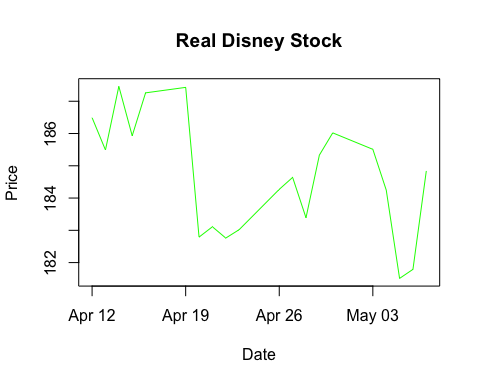 Real Disney Stock
Price
186
184
182
Apr 12 Apr 19 Apr 26 May 03
Date